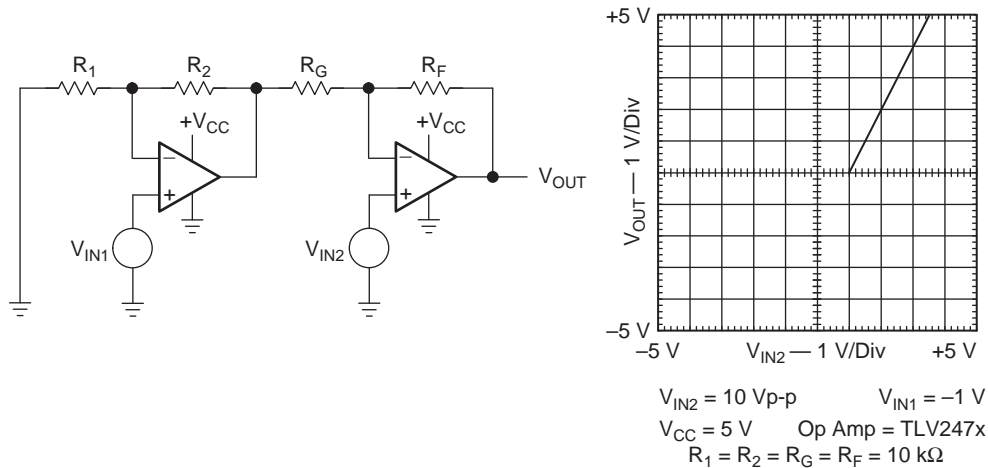 R1 R2 RG RF
+VCC +VCC
– –
+ +
VOUT
VIN1 VIN2
+5 V
VOUT — 1 V/Div
–5 V
–5 V VIN2 — 1 V/Div +5 V
VIN2 = 10 Vp-p VIN1 = –1 V
VCC = 5 V Op Amp = TLV247x
R1 = R2 = RG = RF = 10 kΩ